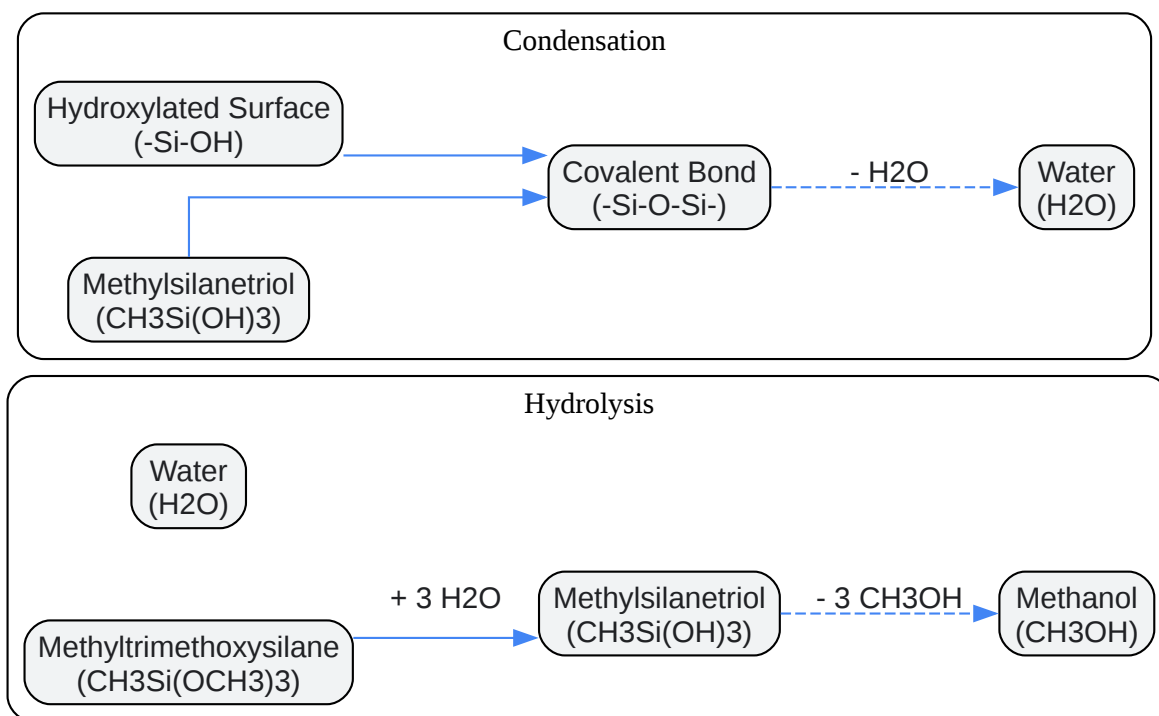 Condensation
Hydroxylated Surface
(-Si-OH)
Covalent Bond
(-Si-O-Si-)
- H2O
Water
(H2O)
Methylsilanetriol
(CH3Si(OH)3)
Hydrolysis
Water
(H2O)
Methyltrimethoxysilane
(CH3Si(OCH3)3)
+ 3 H2O
Methylsilanetriol
(CH3Si(OH)3)
- 3 CH3OH
Methanol
(CH3OH)